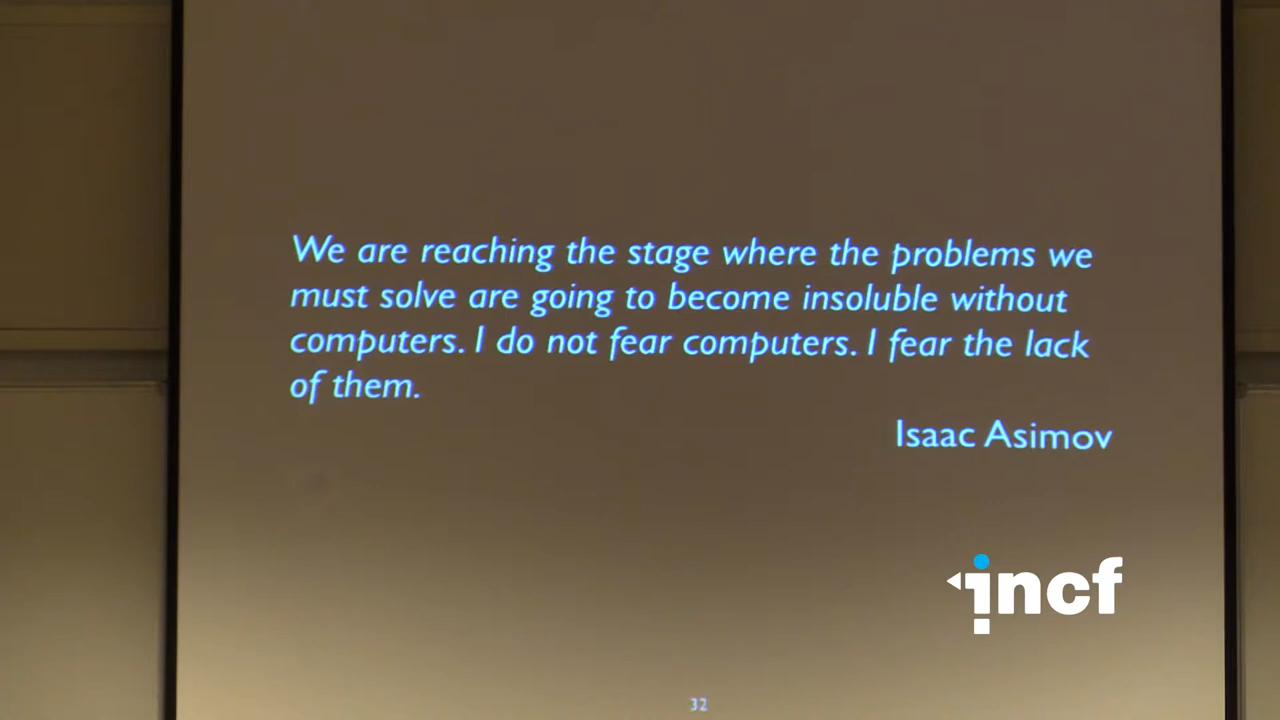 We are reaching the stage where the problems we
must solve are going to become insoluble without
computers. I do not fear computers. I fear the lack
of them.
Isaac Asimov
incf
32